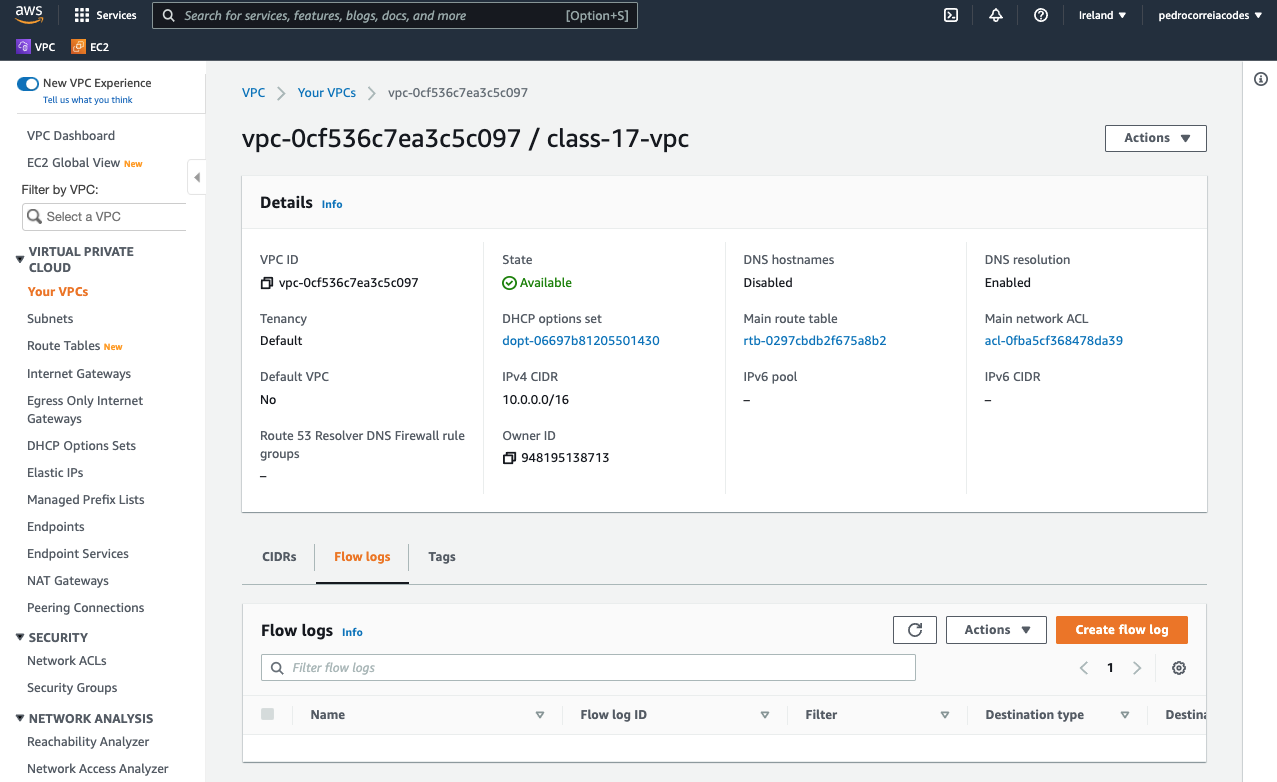 aws
Services
Search for services, features, blogs, docs, and more
[Option+S]
Ireland ▼
pedrocorreiacodes ▼
VPC
EC2
New VPC Experience
Tell us what you think
VPC Dashboard
EC2 Global View New
Filter by VPC:
Select a VPC
VIRTUAL PRIVATE
CLOUD
Your VPCs
Subnets
Route Tables New
Internet Gateways
Egress Only Internet
Gateways
DHCP Options Sets
Elastic IPs
Managed Prefix Lists
Endpoints
Endpoint Services
NAT Gateways
Peering Connections
SECURITY
Network ACLs
Security Groups
NETWORK ANALYSIS
Reachability Analyzer
Network Access Analyzer
VPC > Your VPCs > vpc-0cf536c7ea3c5c097
vpc-0cf536c7ea3c5c097 / class-17-vpc
Actions ▼
Details Info
VPC ID
vpc-0cf536c7ea3c5c097
State
Available
DNS hostnames
Disabled
DNS resolution
Enabled
Tenancy
Default
DHCP options set
dopt-06697b81205501430
Main route table
rtb-0297cbdb2f675a8b2
Main network ACL
acl-0fba5cf368478da39
Default VPC
No
IPv4 CIDR
10.0.0.0/16
IPv6 pool
–
IPv6 CIDR
–
Route 53 Resolver DNS Firewall rule
groups
–
Owner ID
948195138713
CIDRs
Flow logs
Tags
Flow logs Info
Actions ▼
Create flow log
Filter flow logs
1
Name
Flow log ID
Filter
Destination type
Destina